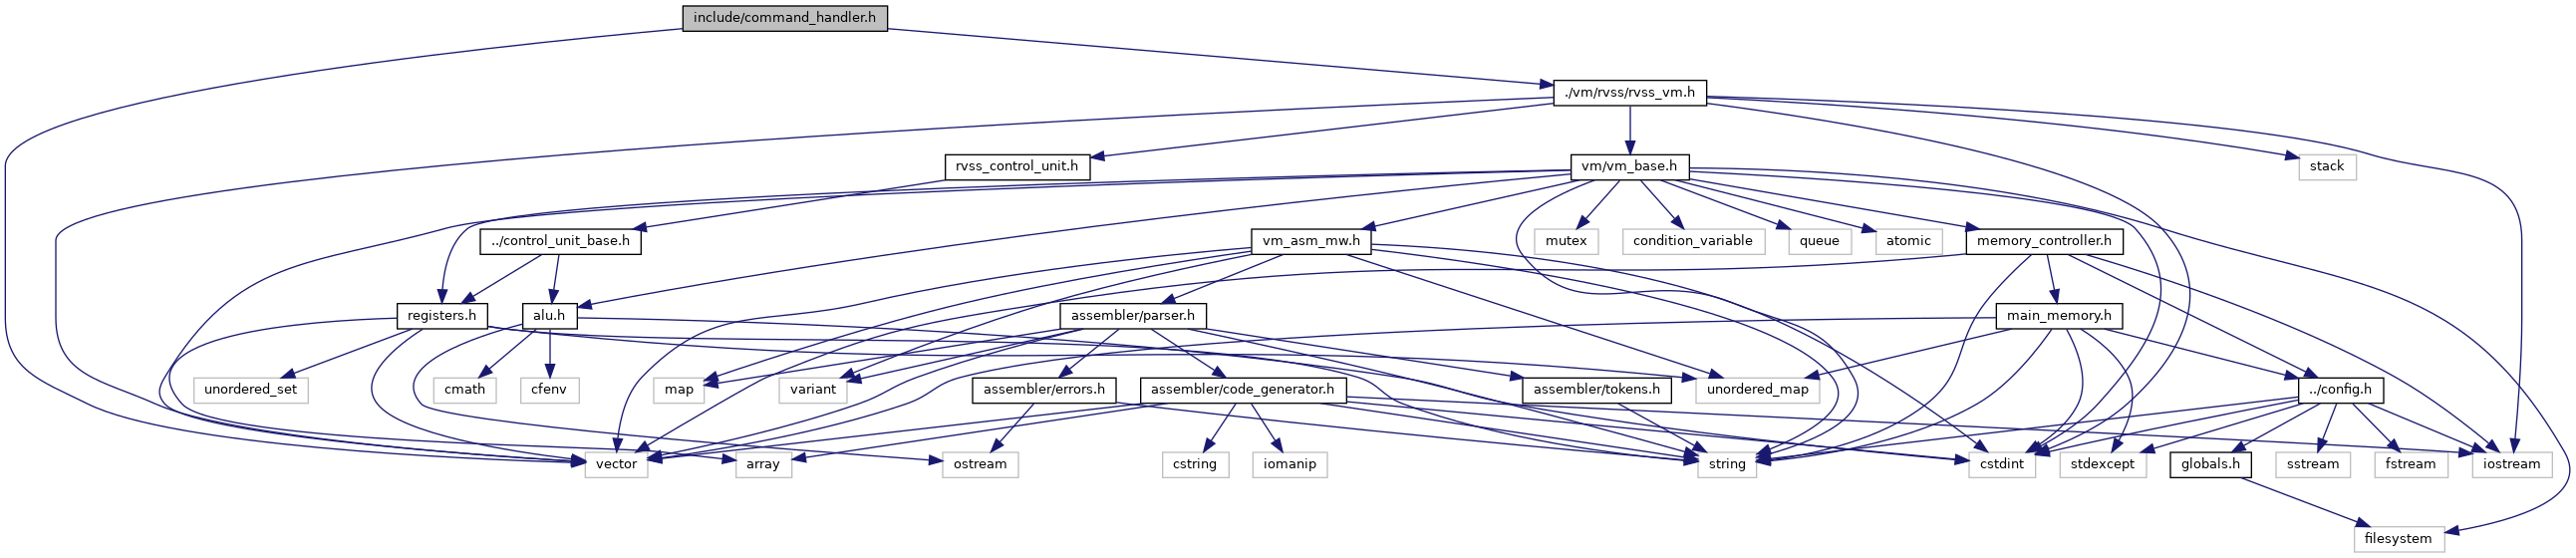 include/command_handler.h
./vm/rvss/rvss_vm.h
rvss_control_unit.h
vm/vm_base.h
stack
../control_unit_base.h
vm_asm_mw.h
mutex
condition_variable
queue
atomic
memory_controller.h
registers.h
alu.h
assembler/parser.h
main_memory.h
unordered_set
cmath
cfenv
map
variant
assembler/errors.h
assembler/code_generator.h
assembler/tokens.h
unordered_map
../config.h
vector
array
ostream
cstring
iomanip
string
cstdint
stdexcept
globals.h
sstream
fstream
iostream
filesystem